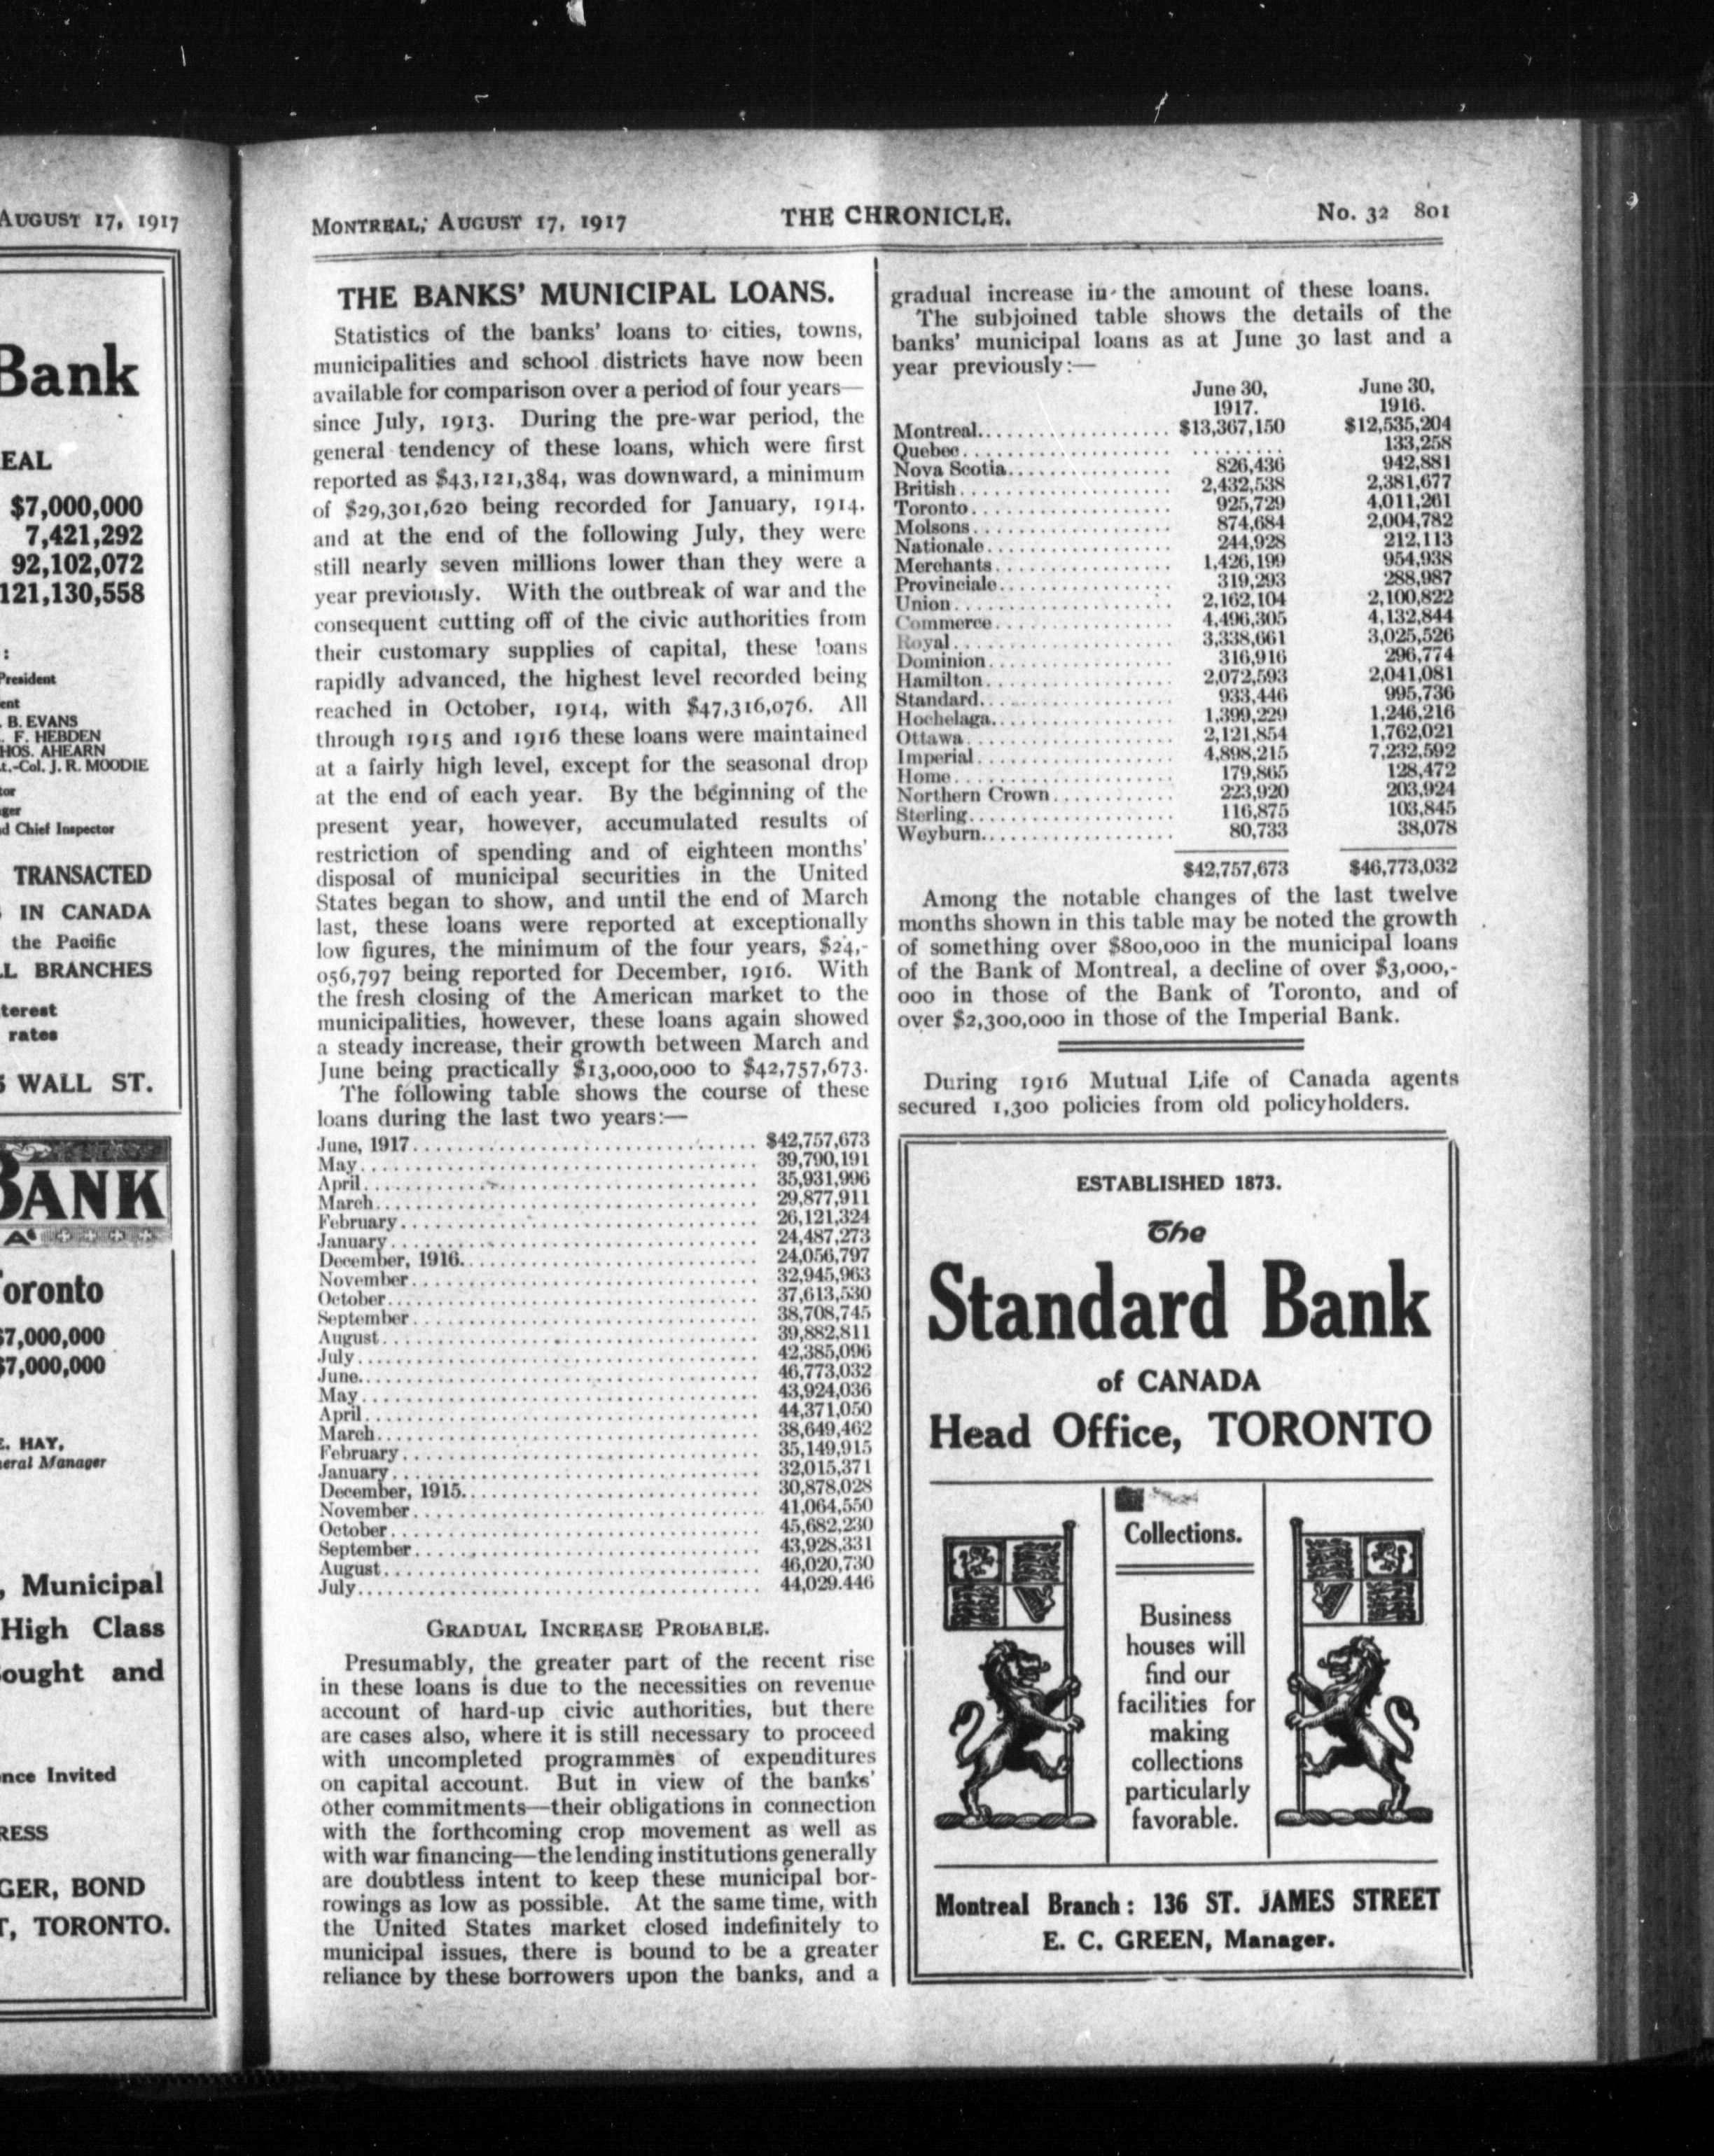 AUGUST 17, 1917
Bank
EAL
$7,000,000
7,421,292
92,102,072
121,130,558
:
President
ent
. B. EVANS
. F. HEBDEN
HOS. AHEARN
t.-Col. J. R. MOODIE
tor
ger
d Chief Inspector
TRANSACTED
IN CANADA
the Pacific
L BRANCHES
terest
rates
WALL ST.
BANK
oronto
$7,000,000
$7,000,000
E. HAY,
neral Manager
, Municipal
High Class
ought and
nce Invited
RESS
GER, BOND
T, TORONTO.
MONTREAL, AUGUST 17, 1917 THE CHRONICLE. No. 32 801
THE BANKS' MUNICIPAL LOANS.
Statistics of the banks' loans to cities, towns,
municipalities and school districts have now been
available for comparison over a period of four years—
since July, 1913. During the pre-war period, the
general tendency of these loans, which were first
reported as $43,121,384, was downward, a minimum
of $29,301,620 being recorded for January, 1914,
and at the end of the following July, they were
still nearly seven millions lower than they were a
year previously. With the outbreak of war and the
consequent cutting off of the civic authorities from
their customary supplies of capital, these loans
rapidly advanced, the highest level recorded being
reached in October, 1914, with $47,316,076. All
through 1915 and 1916 these loans were maintained
at a fairly high level, except for the seasonal drop
at the end of each year. By the beginning of the
present year, however, accumulated results of
restriction of spending and of eighteen months'
disposal of municipal securities in the United
States began to show, and until the end of March
last, these loans were reported at exceptionally
low figures, the minimum of the four years, $24,-
056,797 being reported for December, 1916. With
the fresh closing of the American market to the
municipalities, however, these loans again showed
a steady increase, their growth between March and
June being practically $13,000,000 to $42,757,673.
The following table shows the course of these
loans during the last two years:—
June, 1917 $42,757,673
May 39,790,191
April 35,931,996
March 29,877,911
February 26,121,324
January 24,487,273
December, 1916 24,056,797
November 32,945,963
October 37,613,530
September 38,708,745
August 39,882,811
July 42,385,096
June 46,773,032
May 43,924,036
April 44,371,050
March 38,649,462
February 35,149,915
January 32,015,371
December, 1915 30,878,028
November 41,064,550
October 45,682,230
September 43,928,331
August 46,020,730
July 44,029.446
GRADUAL INCREASE PROBABLE.
Presumably, the greater part of the recent rise
in these loans is due to the necessities on revenue
account of hard-up civic authorities, but there
are cases also, where it is still necessary to proceed
with uncompleted programmes of expenditures
on capital account. But in view of the banks'
other commitments—their obligations in connection
with the forthcoming crop movement as well as
with war financing—the lending institutions generally
are doubtless intent to keep these municipal bor-
rowings as low as possible. At the same time, with
the United States market closed indefinitely to
municipal issues, there is bound to be a greater
reliance by these borrowers upon the banks, and a
gradual increase in the amount of these loans.
The subjoined table shows the details of the
banks' municipal loans as at June 30 last and a
year previously:—
June 30, June 30,
1917. 1916.
Montreal $13,367,150 $12,535,204
Quebec ......... 133,258
Nova Scotia 826,436 942,881
British 2,432,538 2,381,677
Toronto 925,729 4,011,261
Molsons 874,684 2,004,782
Nationale 244,928 212,113
Merchants 1,426,199 954,938
Provinciale 319,293 288,987
Union 2,162,104 2,100,822
Commerce 4,496,305 4,132,844
Royal 3,338,661 3,025,526
Dominion 316,916 296,774
Hamilton 2,072,593 2,041,081
Standard 933,446 995,736
Hochelaga 1,399,229 1,246,216
Ottawa 2,121,854 1,762,021
Imperial 4,898,215 7,232,592
Home 179,865 128,472
Northern Crown 223,920 203,924
Sterling 116,875 103,845
Weyburn 80,733 38,078
$42,757,673 $46,773,032
Among the notable changes of the last twelve
months shown in this table may be noted the growth
of something over $800,000 in the municipal loans
of the Bank of Montreal, a decline of over $3,000,-
000 in those of the Bank of Toronto, and of
over $2,300,000 in those of the Imperial Bank.
During 1916 Mutual Life of Canada agents
secured 1,300 policies from old policyholders.
ESTABLISHED 1873.
The
Standard Bank
of CANADA
Head Office, TORONTO
Collections.
Business
houses will
find our
facilities for
making
collections
particularly
favorable.
Montreal Branch: 136 ST. JAMES STREET
E. C. GREEN, Manager.